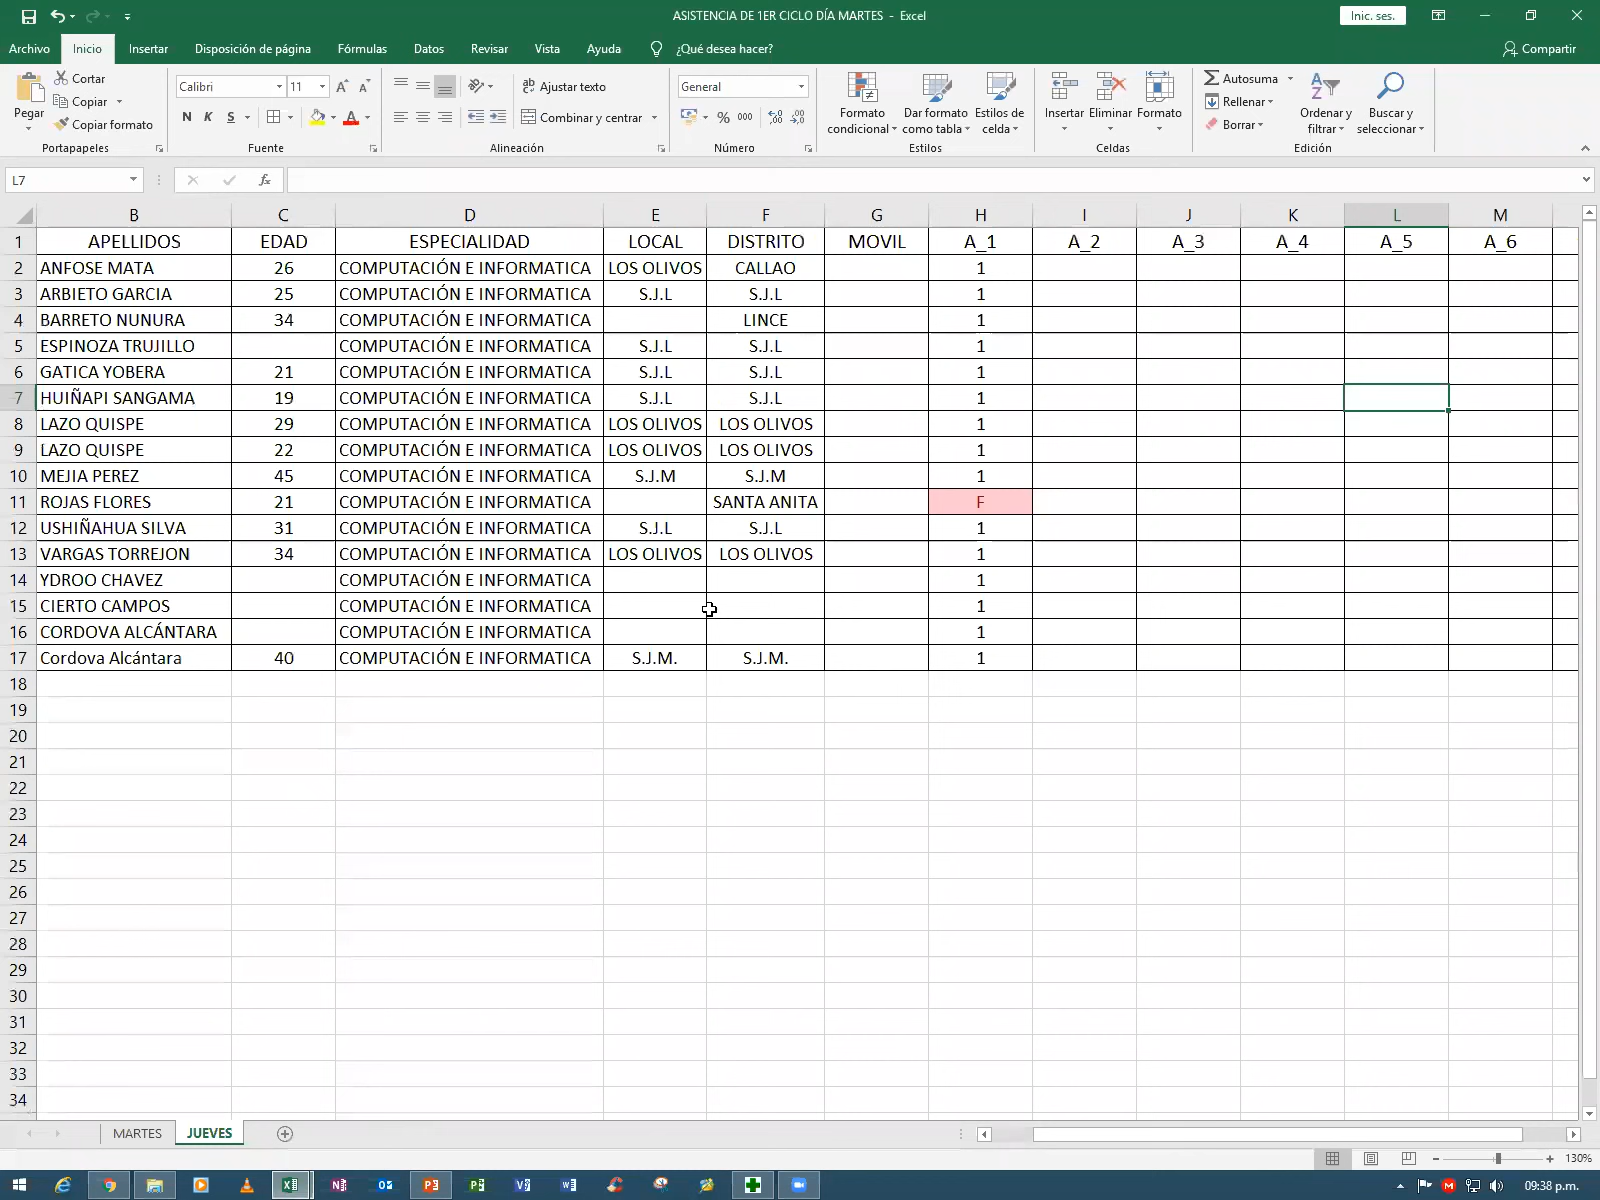 ASISTENCIA DE 1ER CICLO DÍA MARTES - Excel
Inic. ses.
Archivo Inicio Insertar Disposición de página Fórmulas Datos Revisar Vista Ayuda ¿Qué desea hacer? Compartir
Pegar
Cortar
Copiar
Copiar formato
Portapapeles
Calibri 11
N K S
Fuente
Ajustar texto
Combinar y centrar
Alineación
General
% 000
Número
Formato condicional
Dar formato como tabla
Estilos de celda
Estilos
Insertar Eliminar Formato
Celdas
Autosuma
Rellenar
Borrar
Ordenar y filtrar
Buscar y seleccionar
Edición
L7 fx
B C D E F G H I J K L M
1 APELLIDOS EDAD ESPECIALIDAD LOCAL DISTRITO MOVIL A_1 A_2 A_3 A_4 A_5 A_6
2 ANFOSE MATA 26 COMPUTACIÓN E INFORMATICA LOS OLIVOS CALLAO 1
3 ARBIETO GARCIA 25 COMPUTACIÓN E INFORMATICA S.J.L S.J.L 1
4 BARRETO NUNURA 34 COMPUTACIÓN E INFORMATICA LINCE 1
5 ESPINOZA TRUJILLO COMPUTACIÓN E INFORMATICA S.J.L S.J.L 1
6 GATICA YOBERA 21 COMPUTACIÓN E INFORMATICA S.J.L S.J.L 1
7 HUIÑAPI SANGAMA 19 COMPUTACIÓN E INFORMATICA S.J.L S.J.L 1
8 LAZO QUISPE 29 COMPUTACIÓN E INFORMATICA LOS OLIVOS LOS OLIVOS 1
9 LAZO QUISPE 22 COMPUTACIÓN E INFORMATICA LOS OLIVOS LOS OLIVOS 1
10 MEJIA PEREZ 45 COMPUTACIÓN E INFORMATICA S.J.M S.J.M 1
11 ROJAS FLORES 21 COMPUTACIÓN E INFORMATICA SANTA ANITA F
12 USHIÑAHUA SILVA 31 COMPUTACIÓN E INFORMATICA S.J.L S.J.L 1
13 VARGAS TORREJON 34 COMPUTACIÓN E INFORMATICA LOS OLIVOS LOS OLIVOS 1
14 YDROO CHAVEZ COMPUTACIÓN E INFORMATICA 1
15 CIERTO CAMPOS COMPUTACIÓN E INFORMATICA 1
16 CORDOVA ALCÁNTARA COMPUTACIÓN E INFORMATICA 1
17 Cordova Alcántara 40 COMPUTACIÓN E INFORMATICA S.J.M. S.J.M. 1
18
19
20
21
22
23
24
25
26
27
28
29
30
31
32
33
34
MARTES JUEVES
130%
09:38 p.m.